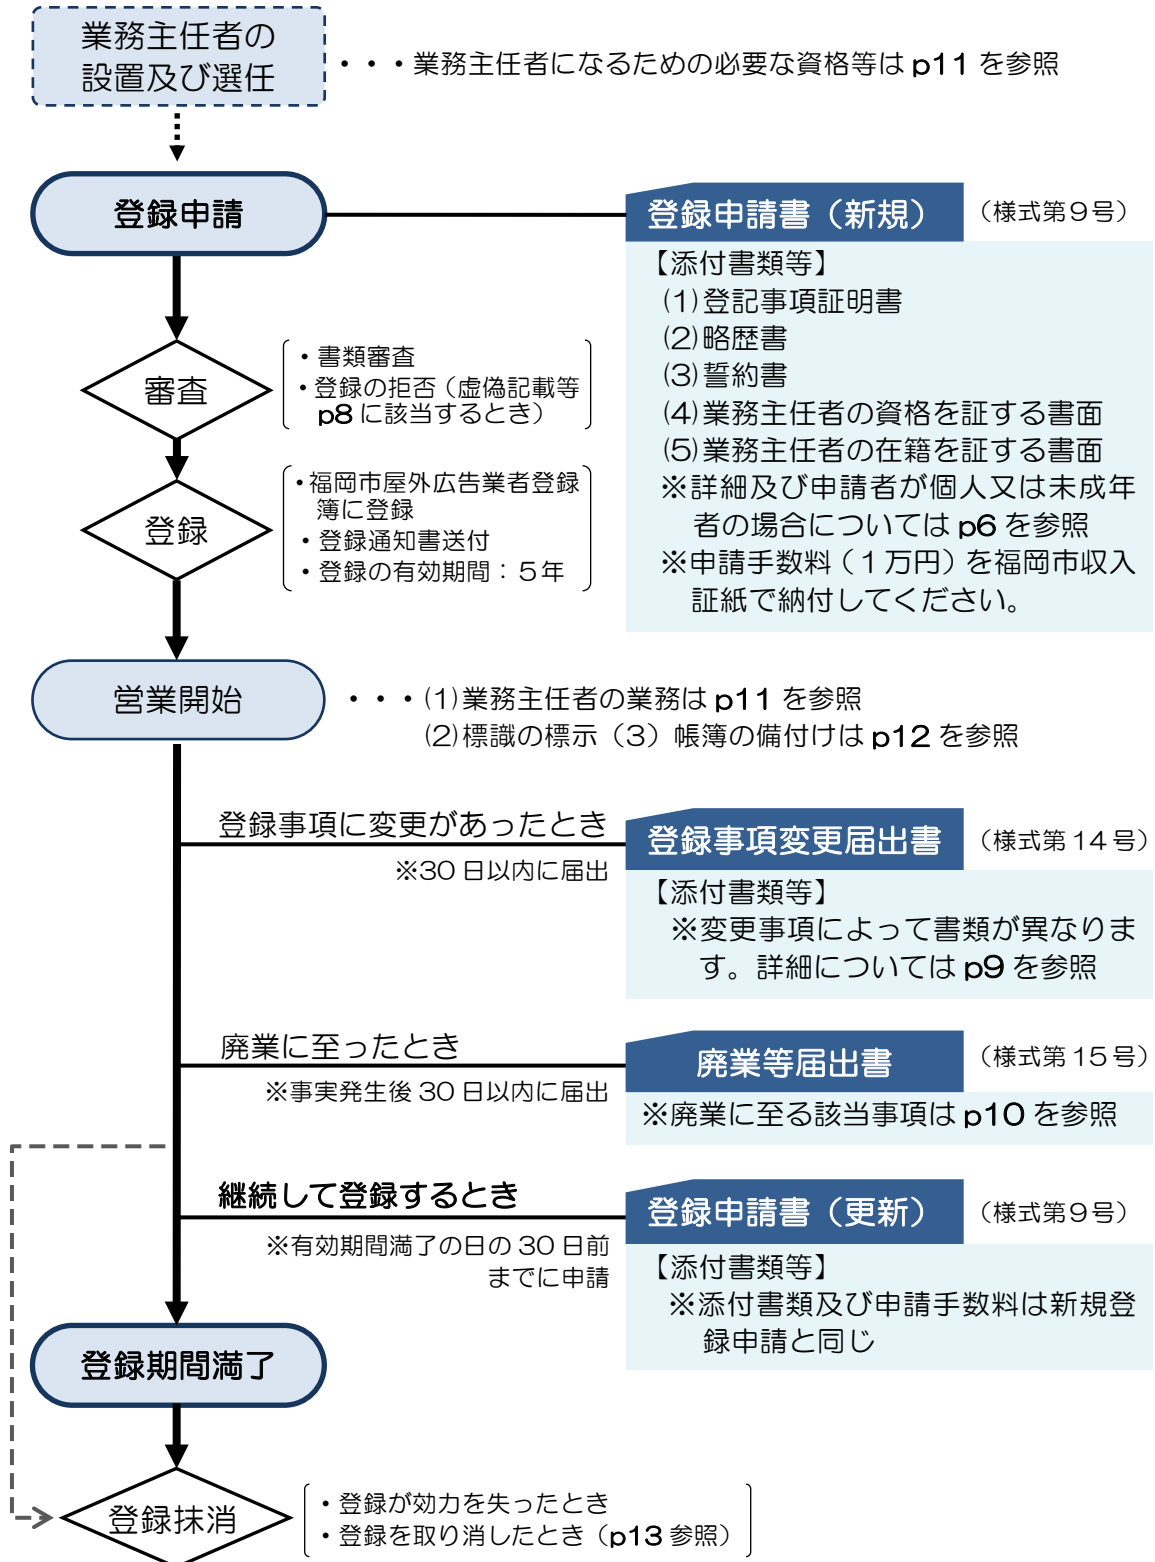 業務主任者の
設置及び選任
・・・業務主任者になるための必要な資格等は p11 を参照
登録申請
登録申請書（新規）
（様式第９号）
【添付書類等】
(1)登記事項証明書
(2)略歴書
(3)誓約書
(4)業務主任者の資格を証する書面
(5)業務主任者の在籍を証する書面
※詳細及び申請者が個人又は未成年
者の場合については p6 を参照
※申請手数料（１万円）を福岡市収入
証紙で納付してください。
審査
・書類審査
・登録の拒否（虚偽記載等
p8 に該当するとき）
登録
・福岡市屋外広告業者登録
簿に登録
・登録通知書送付
・登録の有効期間：５年
営業開始
・・・(1)業務主任者の業務は p11 を参照
(2)標識の標示（3）帳簿の備付けは p12 を参照
登録事項に変更があったとき
※30 日以内に届出
登録事項変更届出書
（様式第 14 号）
【添付書類等】
※変更事項によって書類が異なりま
す。詳細については p9 を参照
廃業に至ったとき
※事実発生後 30 日以内に届出
廃業等届出書
（様式第 15 号）
※廃業に至る該当事項は p10 を参照
継続して登録するとき
※有効期間満了の日の 30 日前
までに申請
登録申請書（更新）
（様式第９号）
【添付書類等】
※添付書類及び申請手数料は新規登
録申請と同じ
登録期間満了
登録抹消
・登録が効力を失ったとき
・登録を取り消したとき（p13 参照）